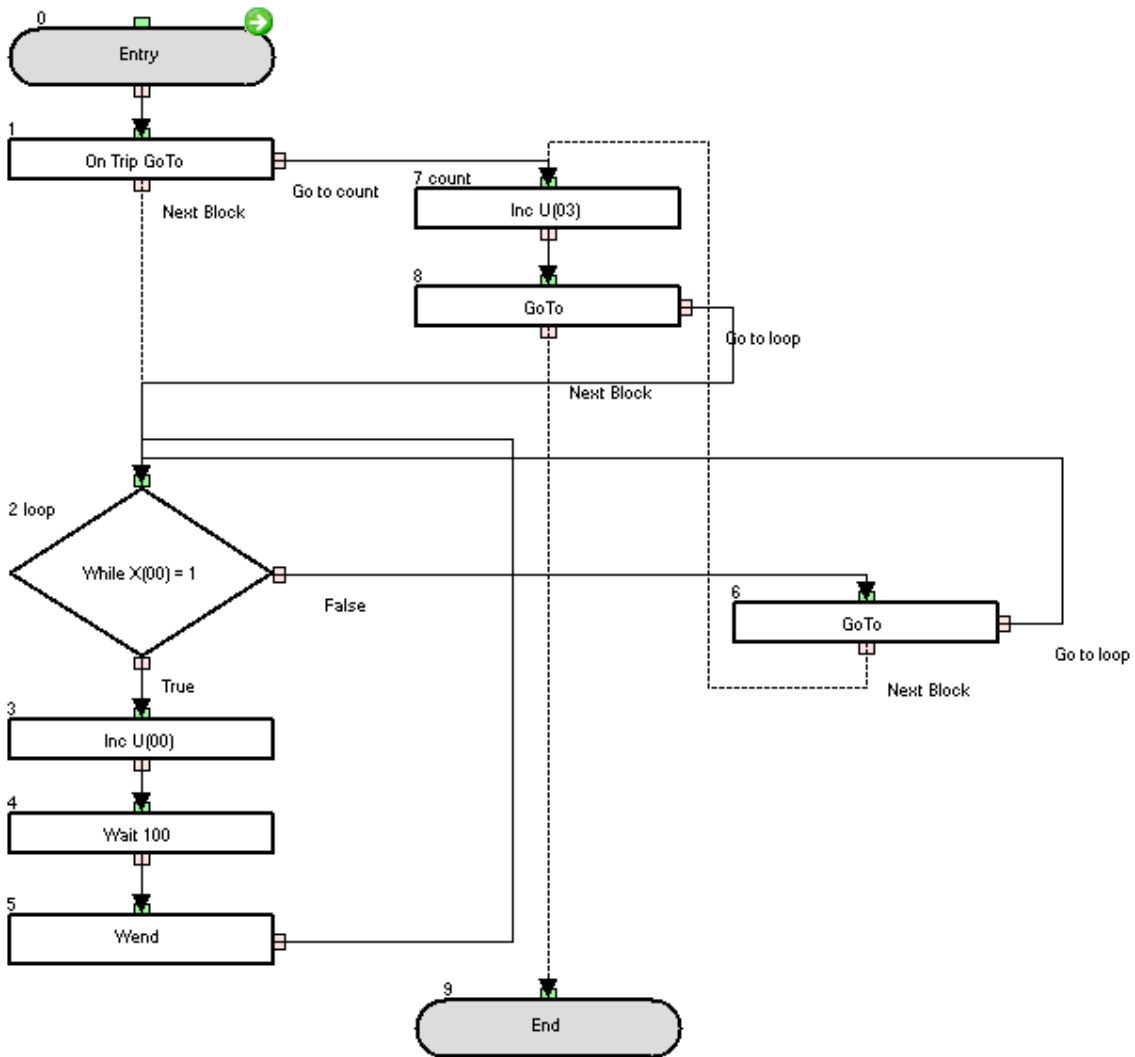 0
Entry
1
On Trip GoTo
Go to count
Next Block
7 count
Inc U(03)
8
GoTo
Go to loop
Next Block
2 loop
While X(00) = 1
False
6
GoTo
Go to loop
Next Block
True
3
Inc U(00)
4
Wait 100
5
Wend
9
End